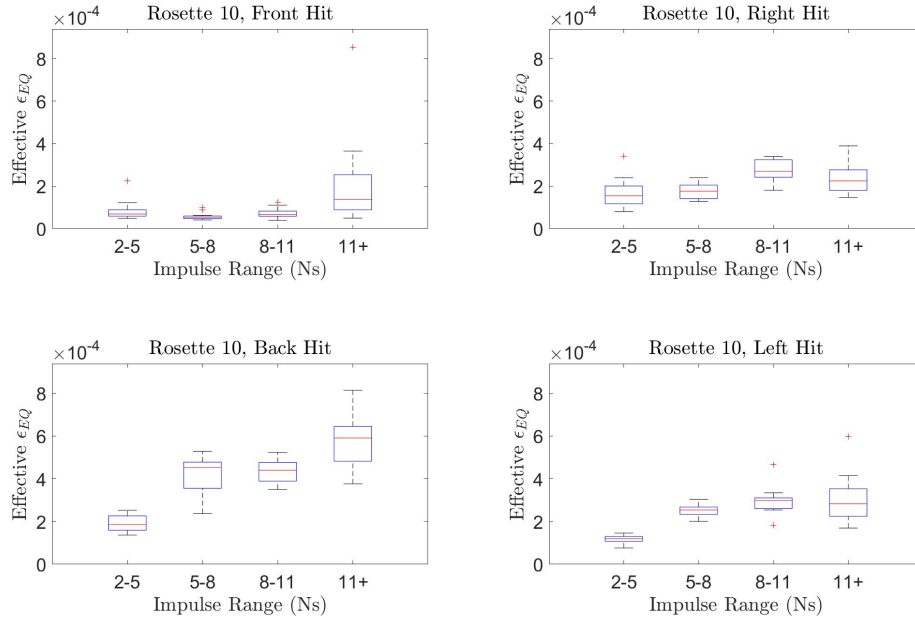 ×10-4
Rosette 10, Front Hit
8
6
4
2
0
Effective ϵEQ
2-5 5-8 8-11 11+
Impulse Range (Ns)
×10-4
Rosette 10, Right Hit
8
6
4
2
0
Effective ϵEQ
2-5 5-8 8-11 11+
Impulse Range (Ns)
×10-4
Rosette 10, Back Hit
8
6
4
2
0
Effective ϵEQ
2-5 5-8 8-11 11+
Impulse Range (Ns)
×10-4
Rosette 10, Left Hit
8
6
4
2
0
Effective ϵEQ
2-5 5-8 8-11 11+
Impulse Range (Ns)